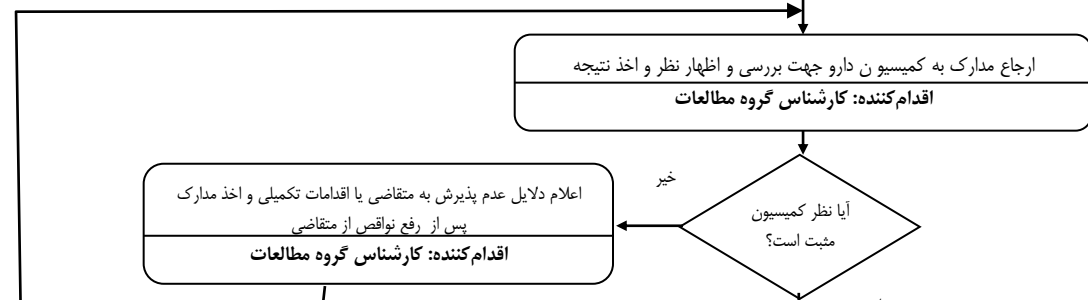 ارجاع مدارک به کمیسیو ن دارو جهت بررسی و اظهار نظر و اخذ نتیجه
اقدام‌کننده: کارشناس گروه مطالعات
خیر
آیا نظر کمیسیون
مثبت است؟
اعلام دلایل عدم پذیرش به متقاضی یا اقدامات تکمیلی و اخذ مدارک
پس از رفع نواقص از متقاضی
اقدام‌کننده: کارشناس گروه مطالعات